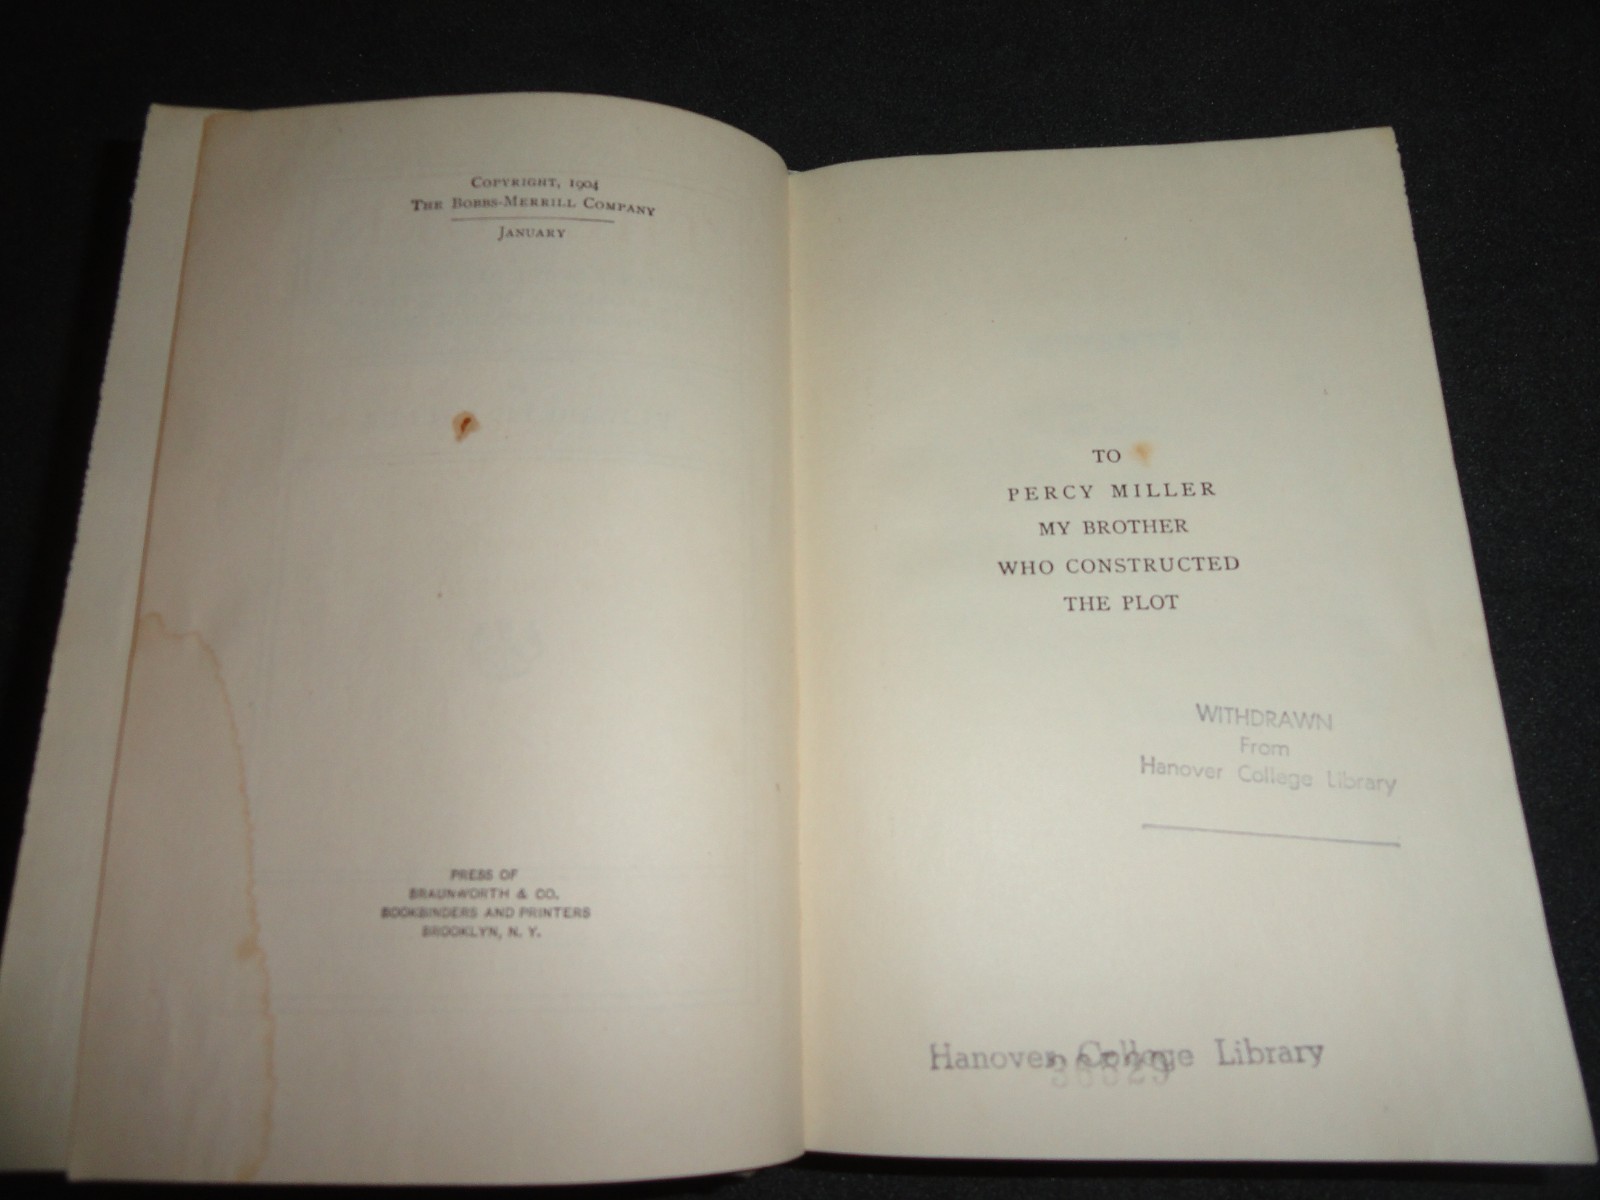 COPYRIGHT, 1904
THE BOBBS-MERRILL COMPANY
JANUARY
PRESS OF
BRAUNWORTH & CO.
BOOKBINDERS AND PRINTERS
BROOKLYN, N. Y.
TO
PERCY MILLER
MY BROTHER
WHO CONSTRUCTED
THE PLOT
WITHDRAWN
From
Hanover College Library
Hanover College Library